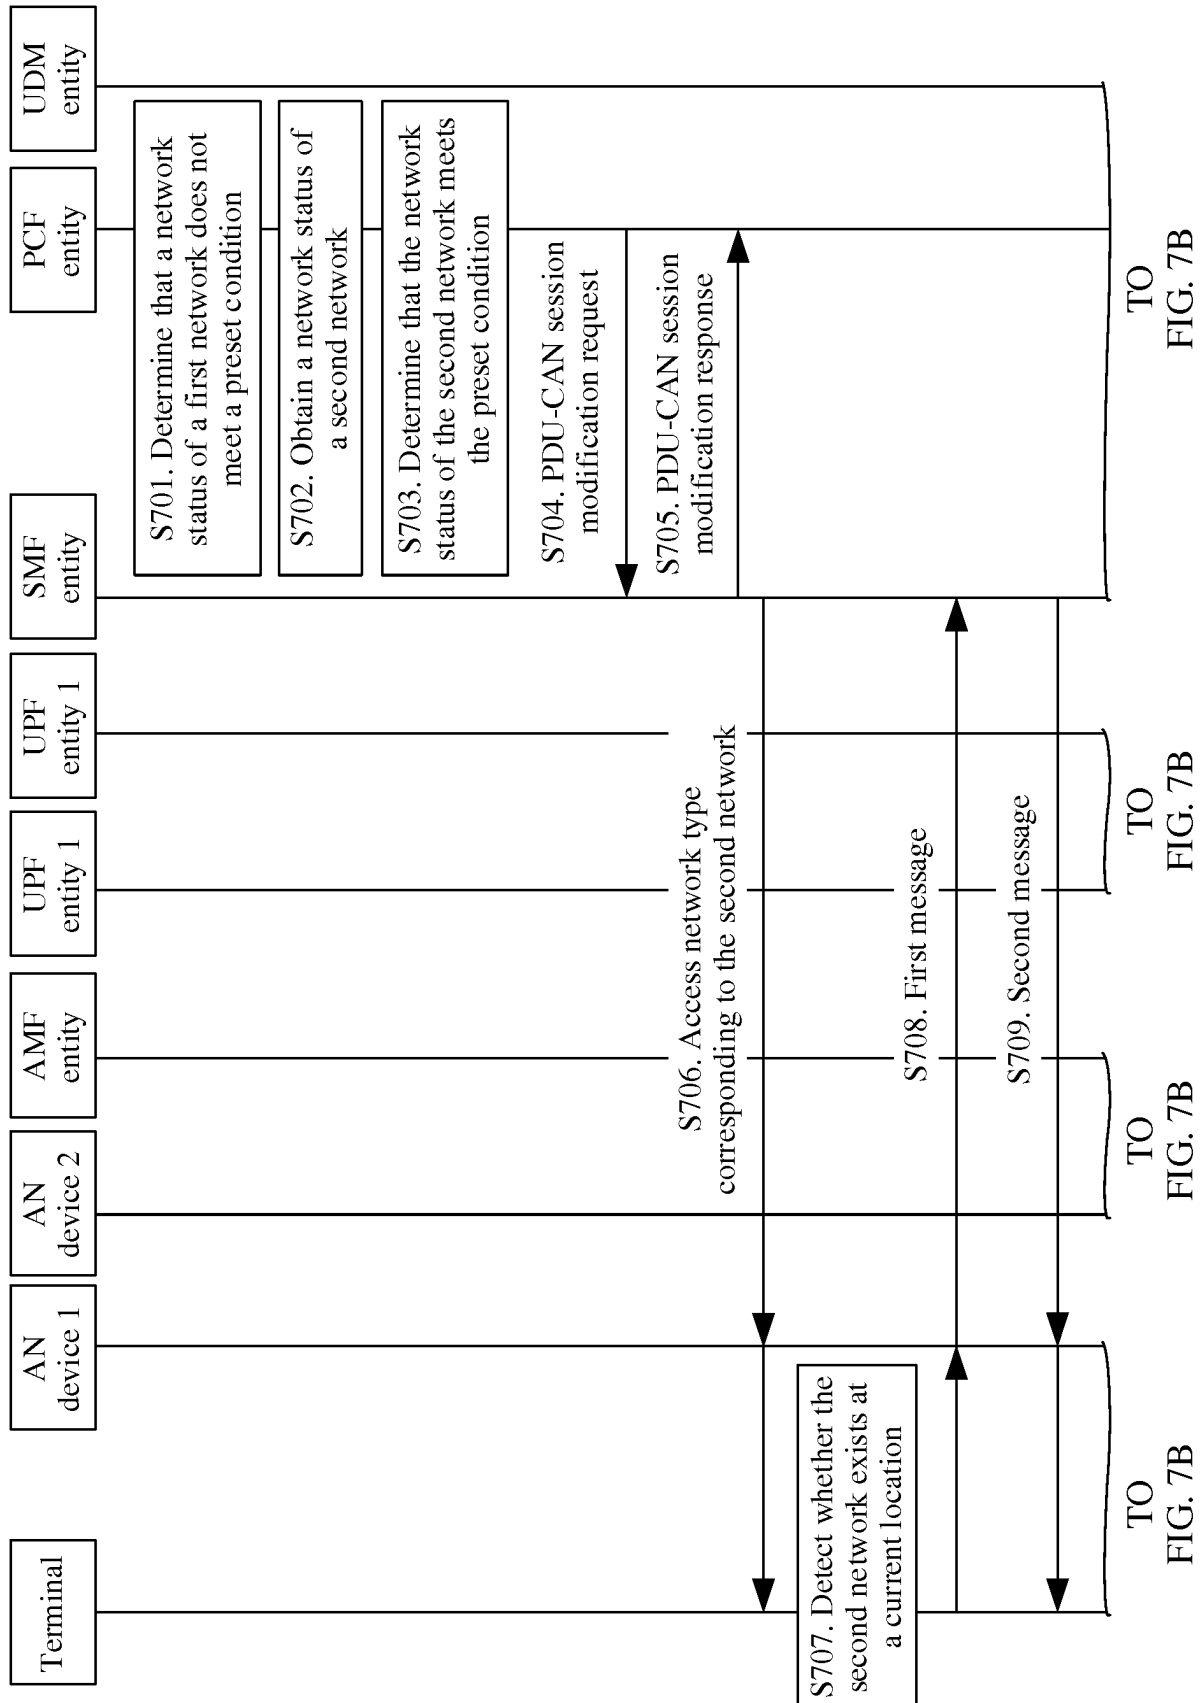 Terminal
AN
device 1
AN
device 2
AMF
entity
UPF
entity 1
UPF
entity 1
SMF
entity
PCF
entity
UDM
entity
S701. Determine that a network
status of a first network does not
meet a preset condition
S702. Obtain a network status of
a second network
S703. Determine that the network
status of the second network meets
the preset condition
S704. PDU-CAN session
modification request
S705. PDU-CAN session
modification response
S706. Access network type
corresponding to the second network
S707. Detect whether the
second network exists at
a current location
S708. First message
S709. Second message
TO
FIG. 7B
TO
FIG. 7B
TO
FIG. 7B
TO
FIG. 7B